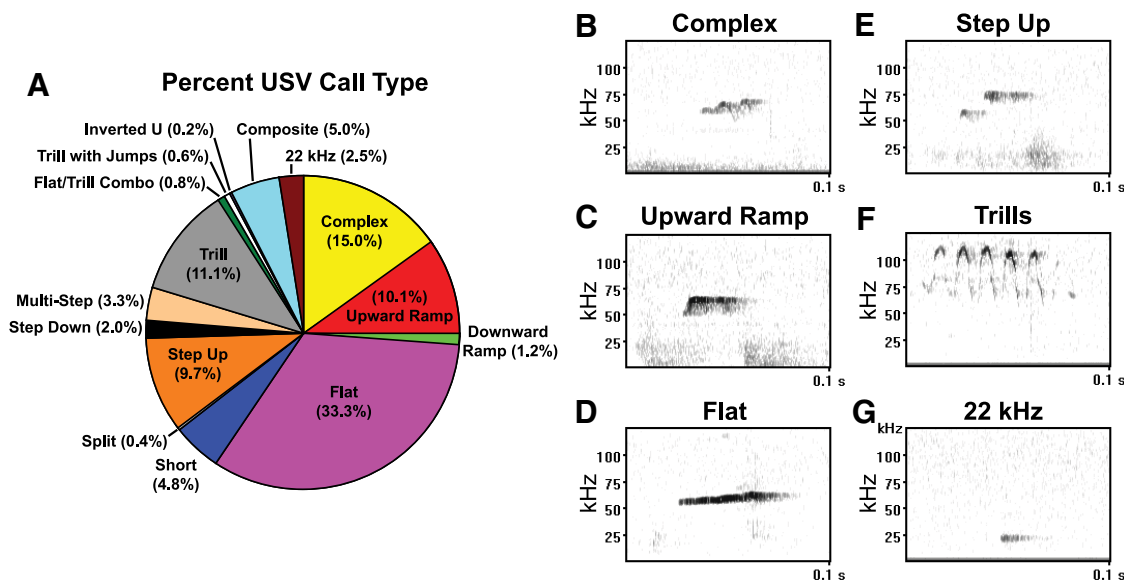 A
Percent USV Call Type
Inverted U (0.2%)
Composite (5.0%)
Trill with Jumps (0.6%)
22 kHz (2.5%)
Flat/Trill Combo (0.8%)
Complex
(15.0%)
Trill
(11.1%)
(10.1%)
Upward Ramp
Multi-Step (3.3%)
Step Down (2.0%)
Downward
Ramp (1.2%)
Step Up
(9.7%)
Flat
(33.3%)
Split (0.4%)
Short
(4.8%)
B
Complex
kHz
100
75
50
25
0.1 s
C
Upward Ramp
kHz
100
75
50
25
0.1 s
D
Flat
kHz
100
75
50
25
0.1 s
E
Step Up
kHz
100
75
50
25
0.1 s
F
Trills
kHz
100
75
50
25
0.1 s
G
22 kHz
kHz
kHz
100
75
50
25
0.1 s